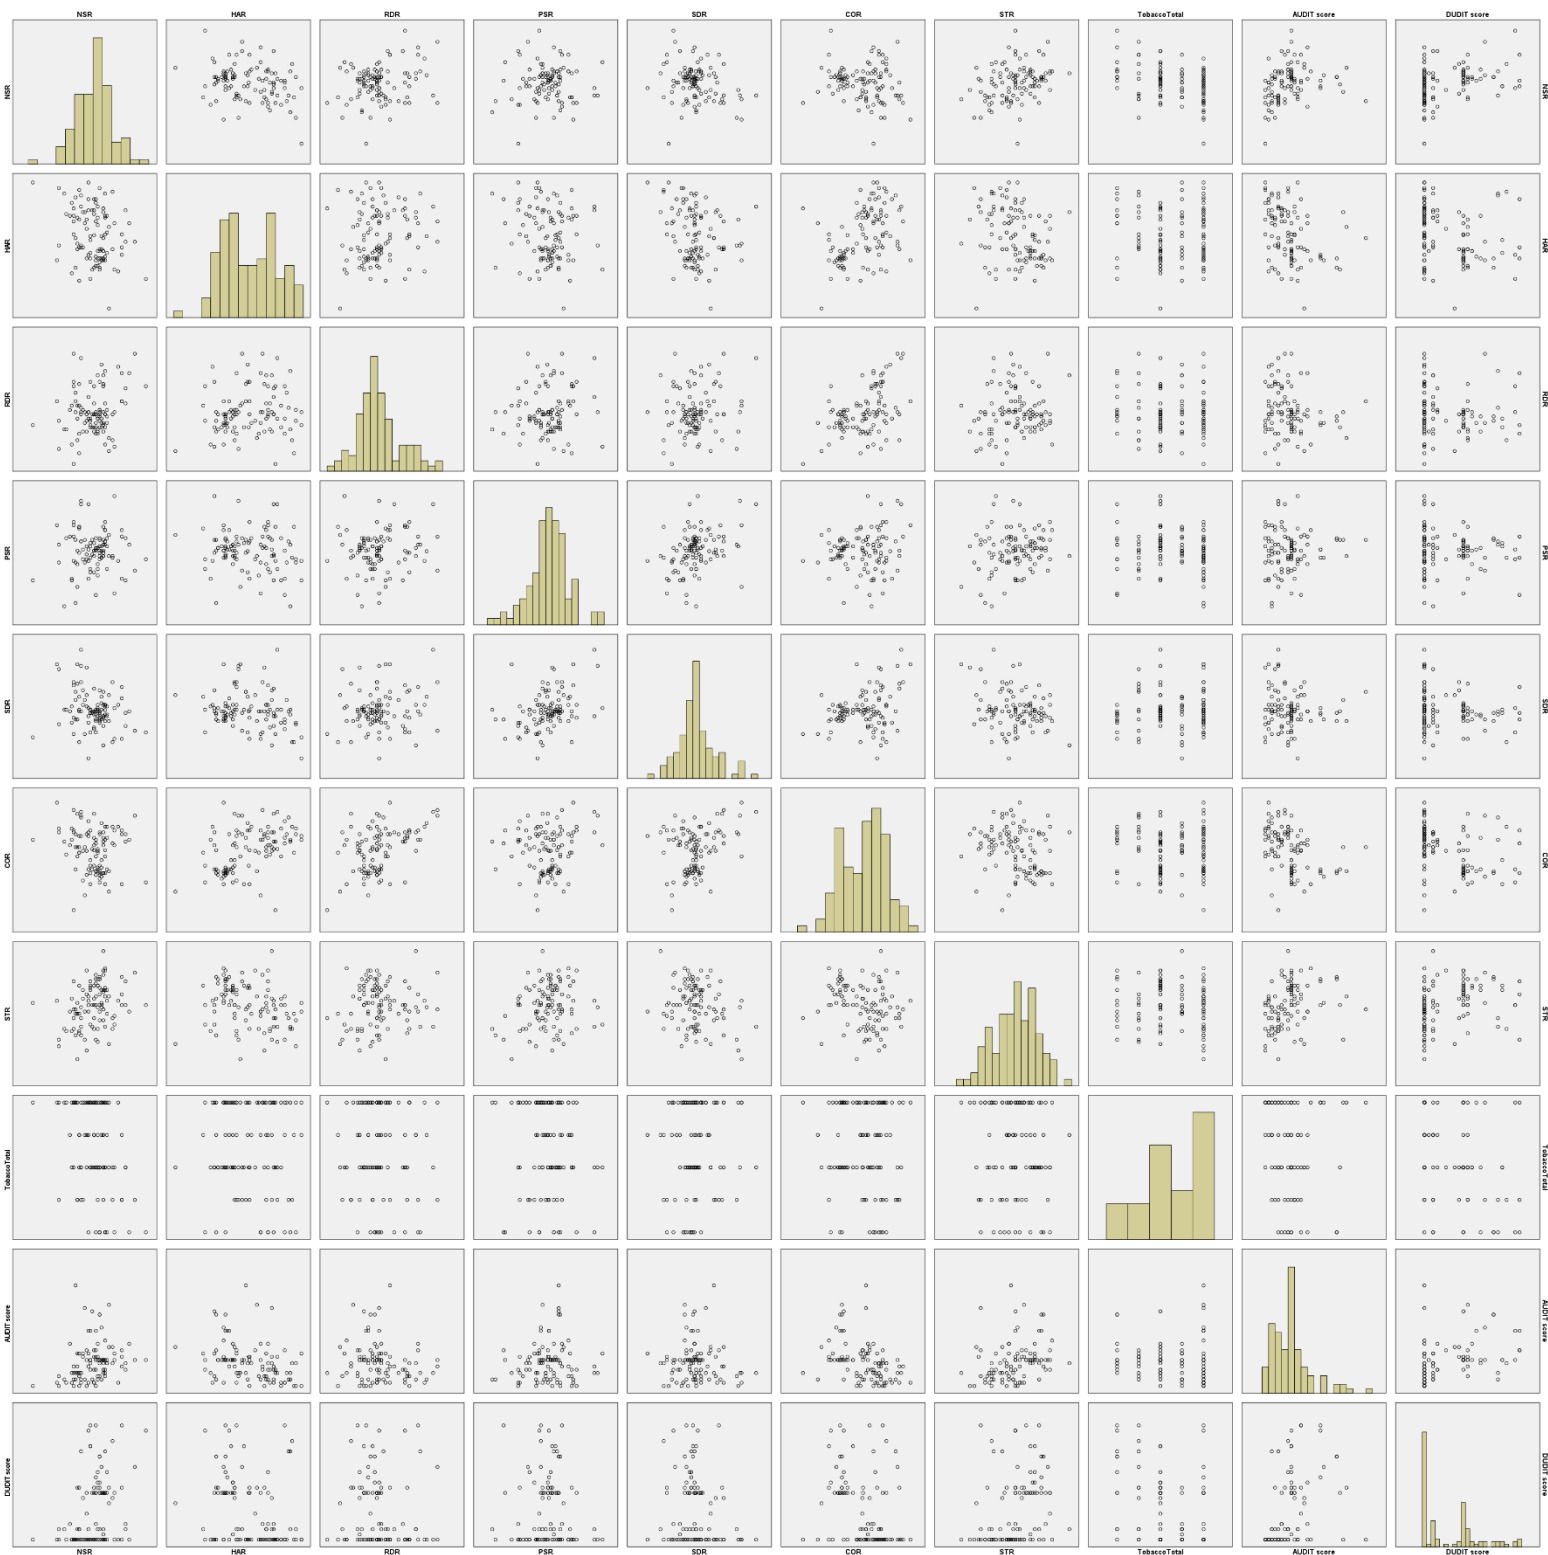 NSR HAR RDR PSR SDR COR STR TobaccoTotal AUDIT score DUDIT score
NSR NSR
HAR HAR
RDR RDR
PSR PSR
SDR SDR
COR COR
STR STR
TobaccoTotal TobaccoTotal
AUDIT score AUDIT score
DUDIT score DUDIT score
NSR HAR RDR PSR SDR COR STR TobaccoTotal AUDIT score DUDIT score